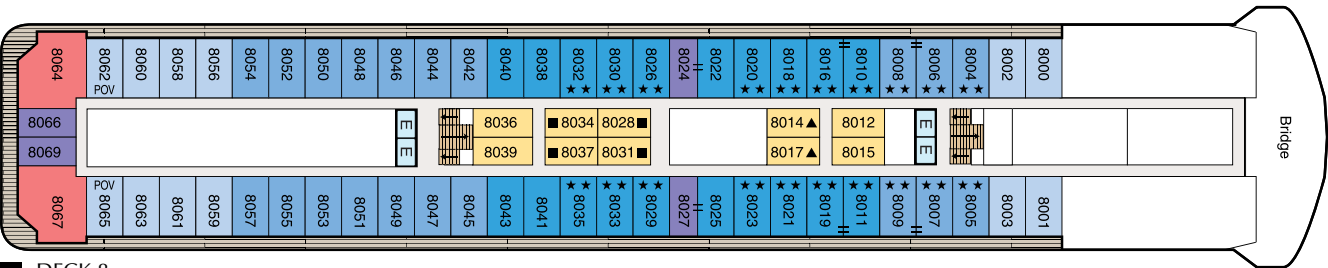 8064 8062 8060 8058 8056 8054 8052 8050 8048 8046 8044 8042 8040 8038 8032 8030 8026 8024 8022 8020 8018 8016 8010 8008 8006 8004 8002 8000
POV
8066 E 8036 8034 8028 8014 8012 E
Bridge
8069 E 8039 8037 8031 8017 8015 E
POV
8067 8065 8063 8061 8059 8057 8055 8053 8051 8049 8047 8045 8043 8041 8035 8033 8029 8027 8025 8023 8021 8019 8011 8009 8007 8005 8003 8001
DECK 8